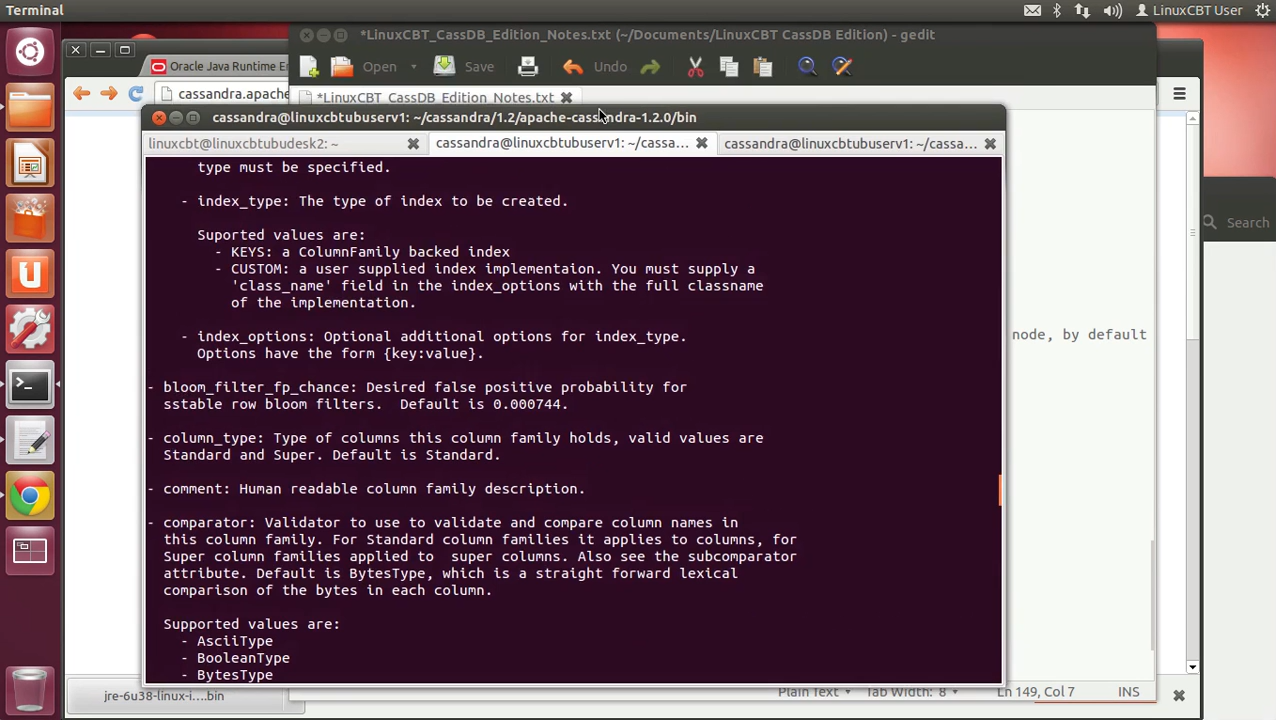 Terminal
LinuxCBT User
*LinuxCBT_CassDB_Edition_Notes.txt (~/Documents/LinuxCBT CassDB Edition) - gedit
Oracle Java Runtime En
Open
Save
Undo
cassandra.apache
*LinuxCBT_CassDB_Edition_Notes.txt
cassandra@linuxcbtubuserv1: ~/cassandra/1.2/apache-cassandra-1.2.0/bin
linuxcbt@linuxcbtubudesk2: ~
cassandra@linuxcbtubuserv1: ~/cassa...
cassandra@linuxcbtubuserv1: ~/cassa...
type must be specified.
- index_type: The type of index to be created.
Search
Suported values are:
- KEYS: a ColumnFamily backed index
- CUSTOM: a user supplied index implementaion. You must supply a
'class_name' field in the index_options with the full classname
of the implementation.
- index_options: Optional additional options for index_type.
node, by default
Options have the form {key:value}.
- bloom_filter_fp_chance: Desired false positive probability for
sstable row bloom filters.  Default is 0.000744.
- column_type: Type of columns this column family holds, valid values are
Standard and Super. Default is Standard.
- comment: Human readable column family description.
- comparator: Validator to use to validate and compare column names in
this column family. For Standard column families it applies to columns, for
Super column families applied to  super columns. Also see the subcomparator
attribute. Default is BytesType, which is a straight forward lexical
comparison of the bytes in each column.
Supported values are:
- AsciiType
- BooleanType
- BytesType
jre-6u38-linux-i....bin
Plain Text
Tab Width: 8
Ln 149, Col 7
INS